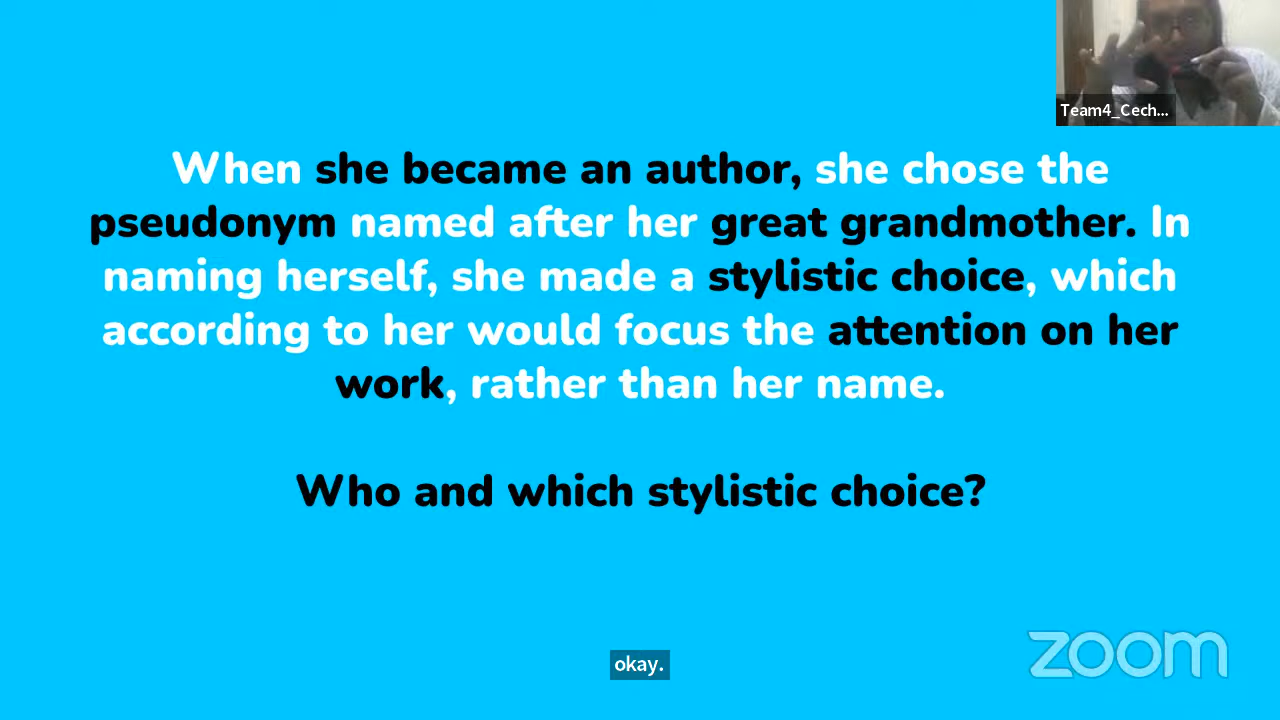 Team4_Cech...
When she became an author, she chose the
pseudonym named after her great grandmother. In
naming herself, she made a stylistic choice, which
according to her would focus the attention on her
work, rather than her name.
Who and which stylistic choice?
okay.
zoom